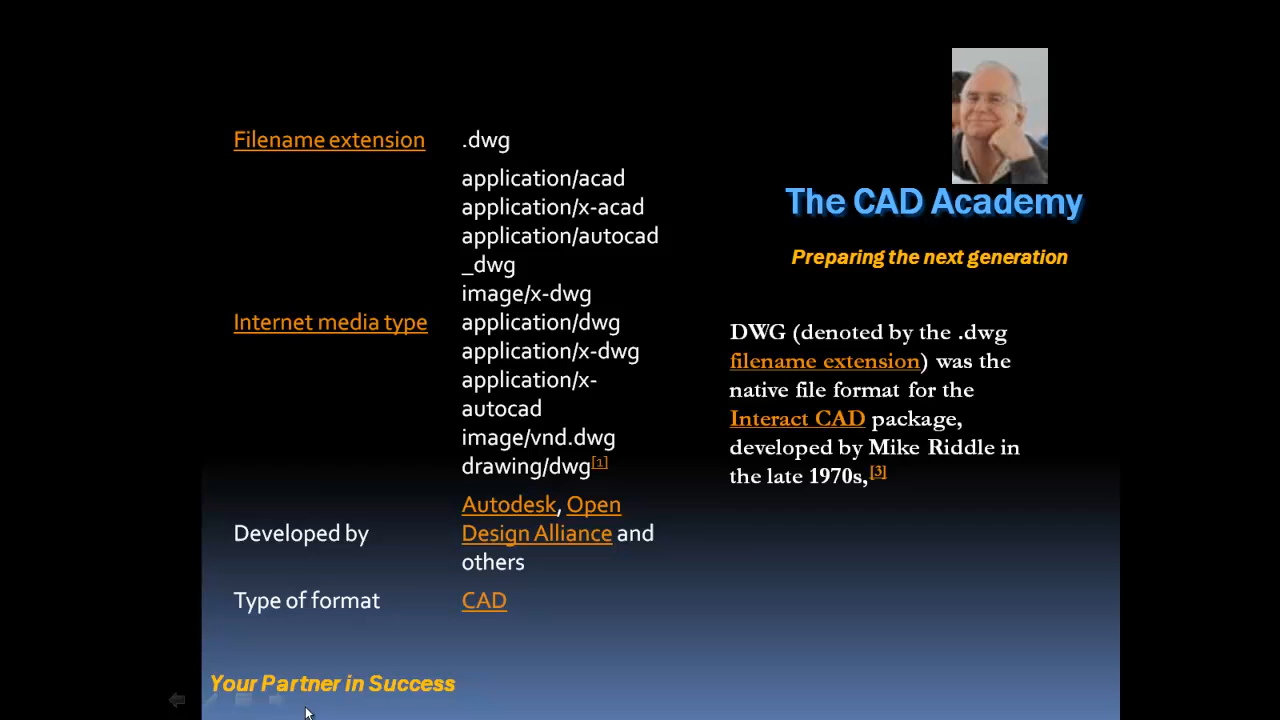 Filename extension
.dwg
Internet media type
application/acad
application/x-acad
application/autocad
_dwg
image/x-dwg
application/dwg
application/x-dwg
application/x-
autocad
image/vnd.dwg
drawing/dwg[1]
Developed by
Autodesk, Open
Design Alliance and
others
Type of format
CAD
Your Partner in Success
The CAD Academy
Preparing the next generation
DWG (denoted by the .dwg
filename extension) was the
native file format for the
Interact CAD package,
developed by Mike Riddle in
the late 1970s,[3]